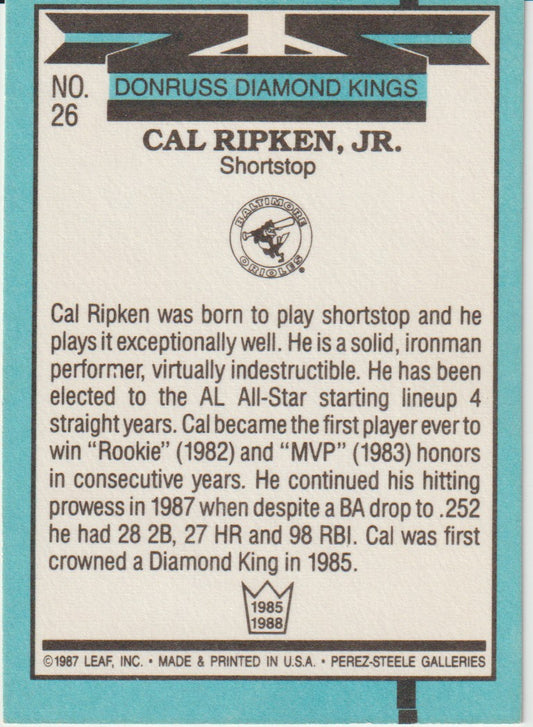 NO.
26
DONRUSS DIAMOND KINGS
CAL RIPKEN, JR.
Shortstop
BALTIMORE
ORIOLES®
Cal Ripken was born to play shortstop and he
plays it exceptionally well. He is a solid, ironman
performer, virtually indestructible. He has been
elected to the AL All-Star starting lineup 4
straight years. Cal became the first player ever to
win “Rookie” (1982) and “MVP” (1983) honors
in consecutive years. He continued his hitting
prowess in 1987 when despite a BA drop to .252
he had 28 2B, 27 HR and 98 RBI. Cal was first
crowned a Diamond King in 1985.
1985
1988
©1987 LEAF, INC. • MADE & PRINTED IN U.S.A. • PEREZ-STEELE GALLERIES